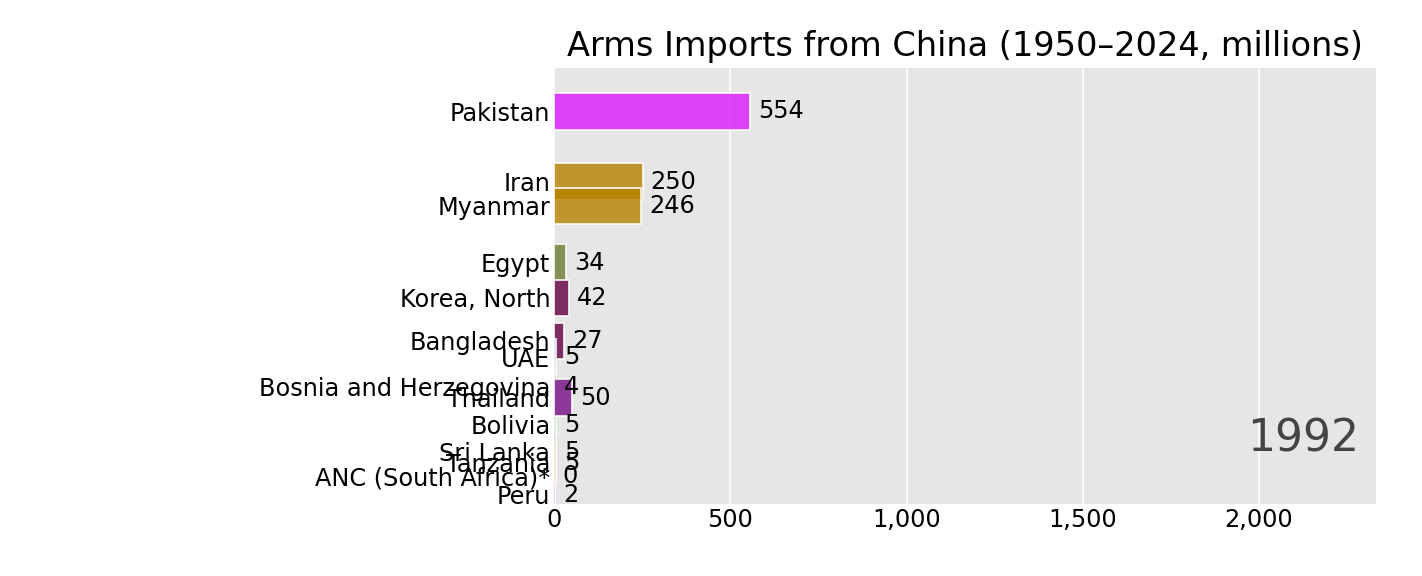 Arms Imports from China (1950–2024, millions)
Pakistan 554
Iran 250
Myanmar 246
Egypt 34
Korea, North 42
Bangladesh 27
UAE 5
Bosnia and Herzegovina 4
Thailand 50
Bolivia 5
1992
Sri Lanka 5
Tanzania 5
ANC (South Africa)* 0
Peru 2
0 500 1,000 1,500 2,000